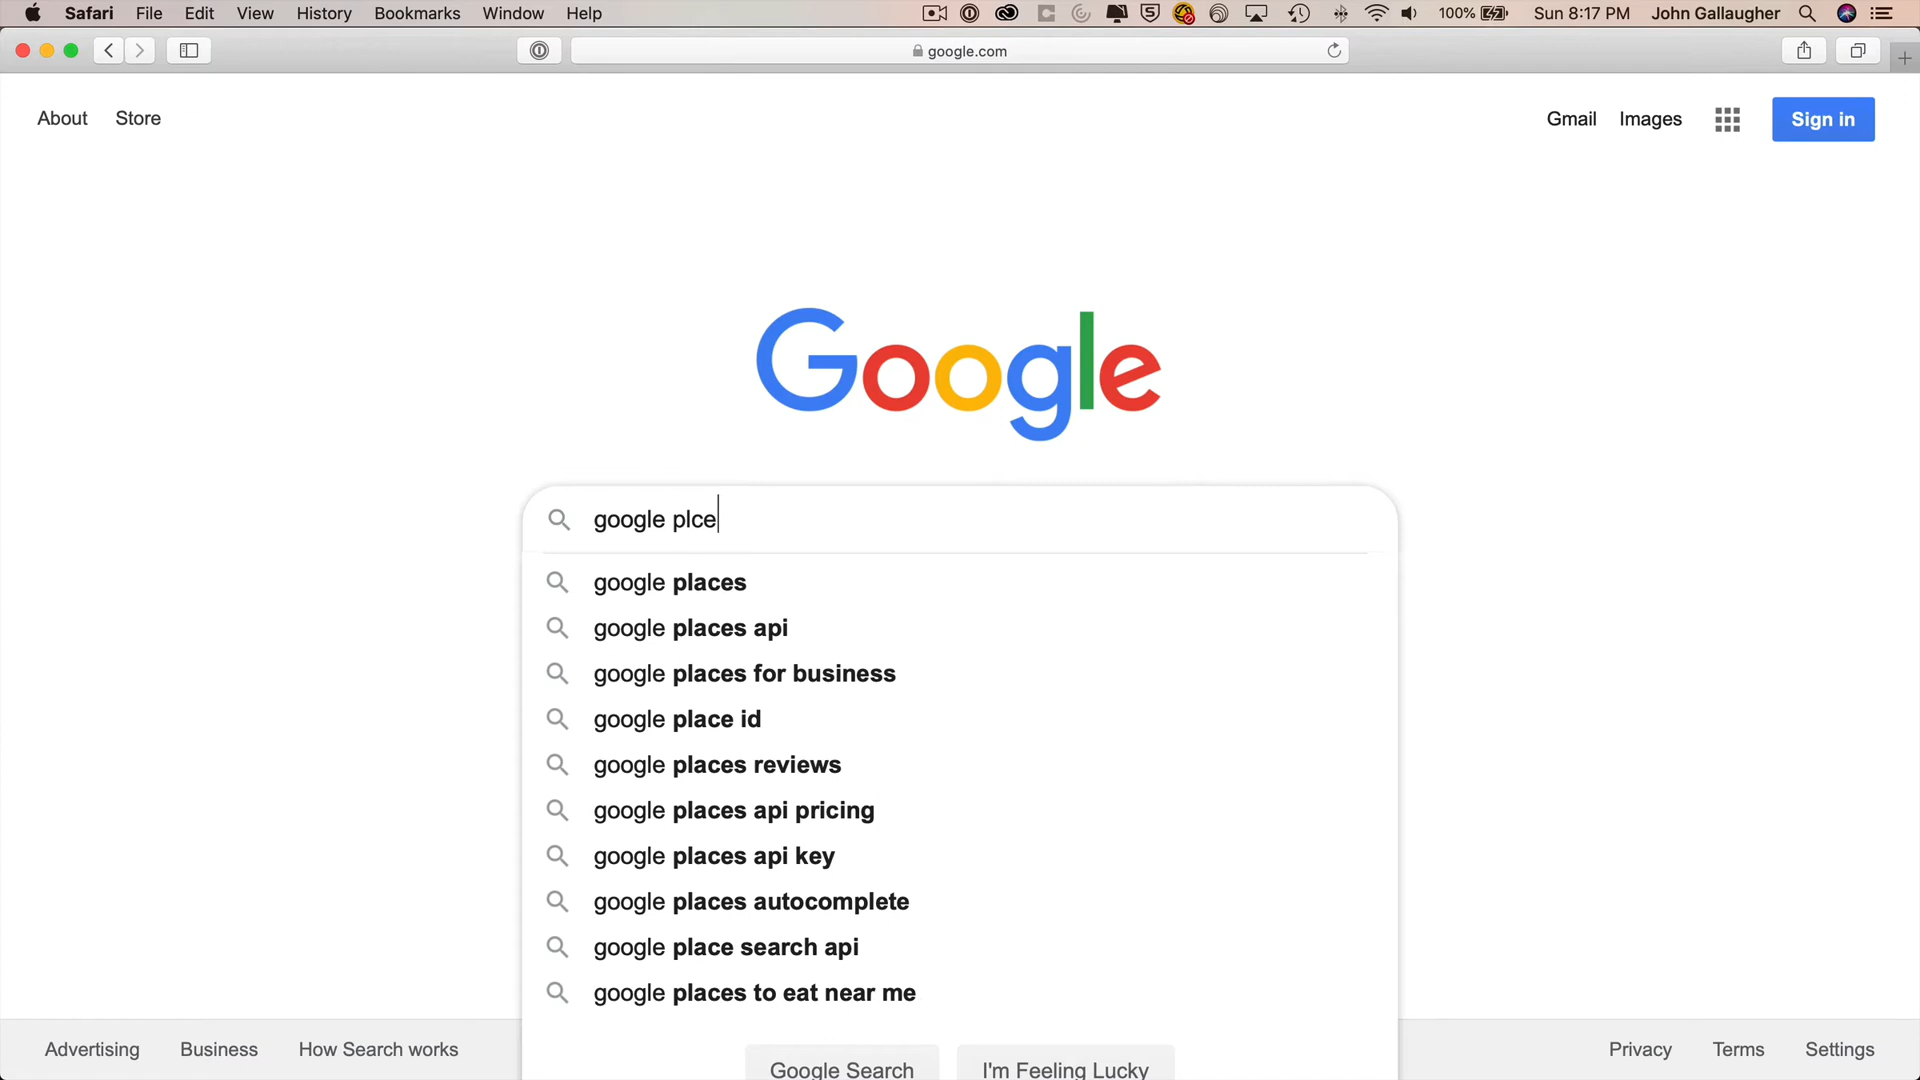 Safari File Edit View History Bookmarks Window Help 100% Sun 8:17 PM John Gallaugher
google.com
About Store Gmail Images Sign in
Google
google plce
google places
google places api
google places for business
google place id
google places reviews
google places api pricing
google places api key
google places autocomplete
google place search api
google places to eat near me
Advertising Business How Search works Privacy Terms Settings
Google Search I'm Feeling Lucky